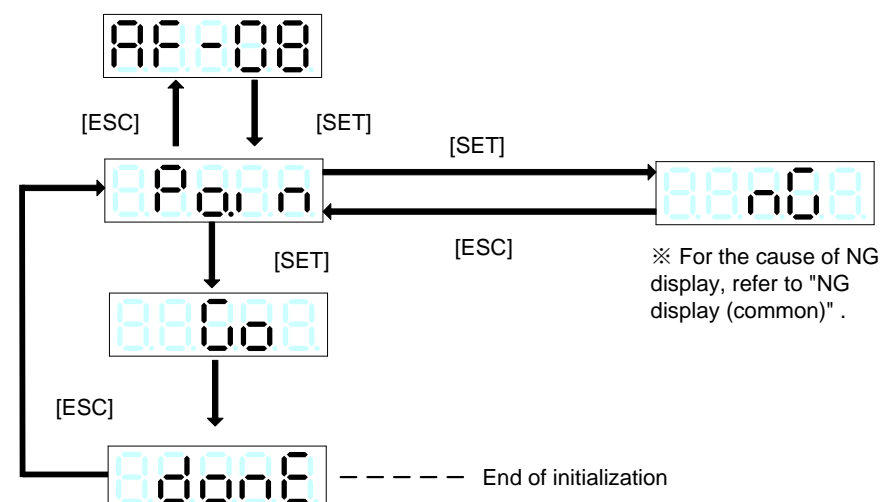 AF-08
[ESC]
[SET]
[SET]
Po.i n
nG
[ESC]
[SET]
※ For the cause of NG
display, refer to "NG
display (common)" .
Go
[ESC]
donE
End of initialization